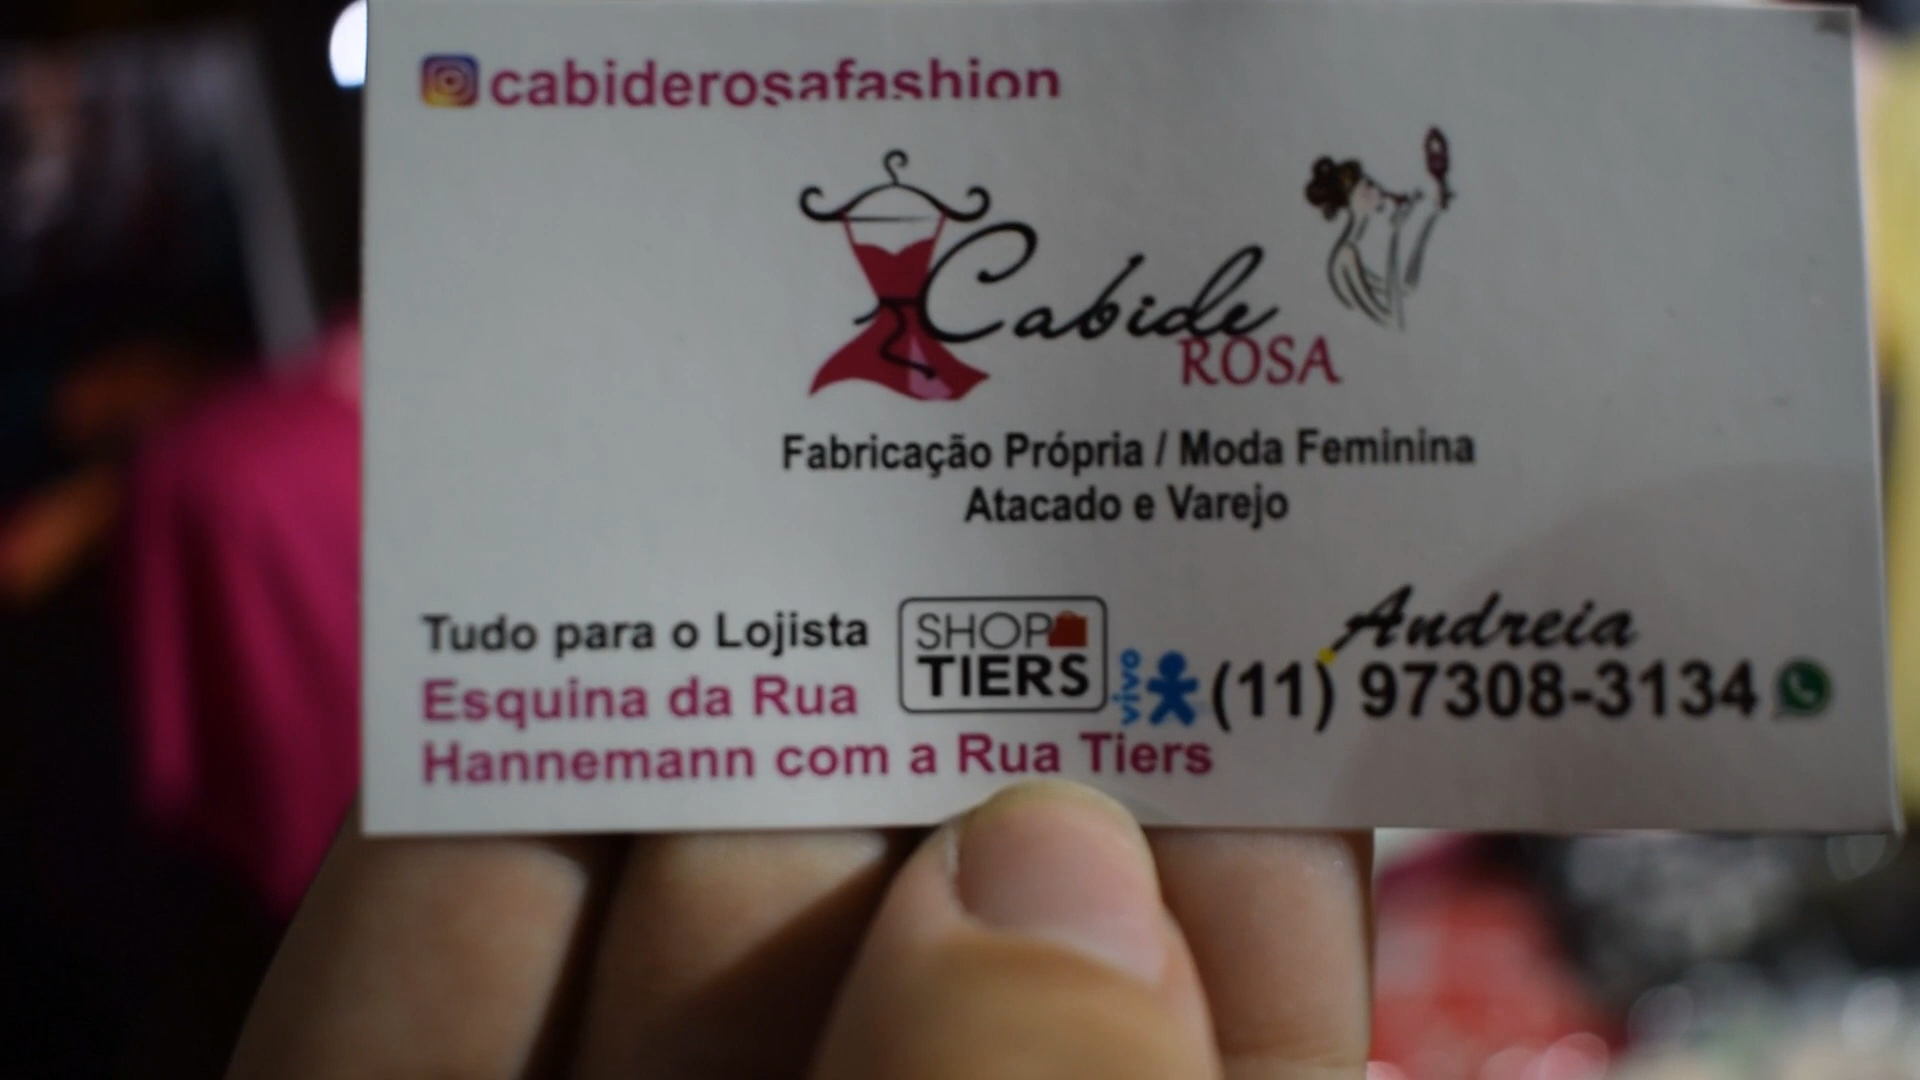 cabiderosafashion
Cabide
ROSA
Fabricação Própria / Moda Feminina
Atacado e Varejo
Tudo para o Lojista
Esquina da Rua
Hannemann com a Rua Tiers
SHOP
TIERS
vivo
Andreia
(11) 97308-3134